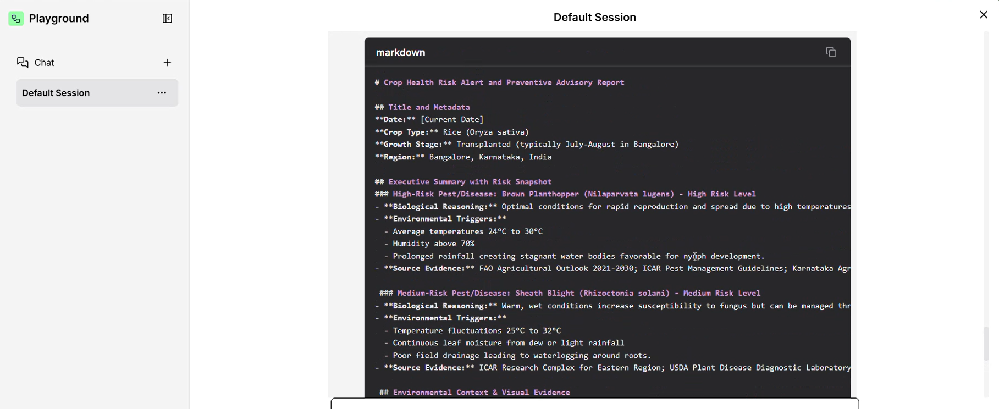 Playground
Chat
Default Session
Default Session
markdown
# Crop Health Risk Alert and Preventive Advisory Report
## Title and Metadata
**Date:** [Current Date]
**Crop Type:** Rice (Oryza sativa)
**Growth Stage:** Transplanted (typically July-August in Bangalore)
**Region:** Bangalore, Karnataka, India
## Executive Summary with Risk Snapshot
### High-Risk Pest/Disease: Brown Planthopper (Nilaparvata lugens) - High Risk Level
- **Biological Reasoning:** Optimal conditions for rapid reproduction and spread due to high temperatures
- **Environmental Triggers:**
- Average temperatures 24°C to 30°C
- Humidity above 70%
- Prolonged rainfall creating stagnant water bodies favorable for nymph development.
- **Source Evidence:** FAO Agricultural Outlook 2021-2030; ICAR Pest Management Guidelines; Karnataka Agr
### Medium-Risk Pest/Disease: Sheath Blight (Rhizoctonia solani) - Medium Risk Level
- **Biological Reasoning:** Warm, wet conditions increase susceptibility to fungus but can be managed thr
- **Environmental Triggers:**
- Temperature fluctuations 25°C to 32°C
- Continuous leaf moisture from dew or light rainfall
- Poor field drainage leading to waterlogging around roots.
- **Source Evidence:** ICAR Research Complex for Eastern Region; USDA Plant Disease Diagnostic Laboratory
## Environmental Context & Visual Evidence